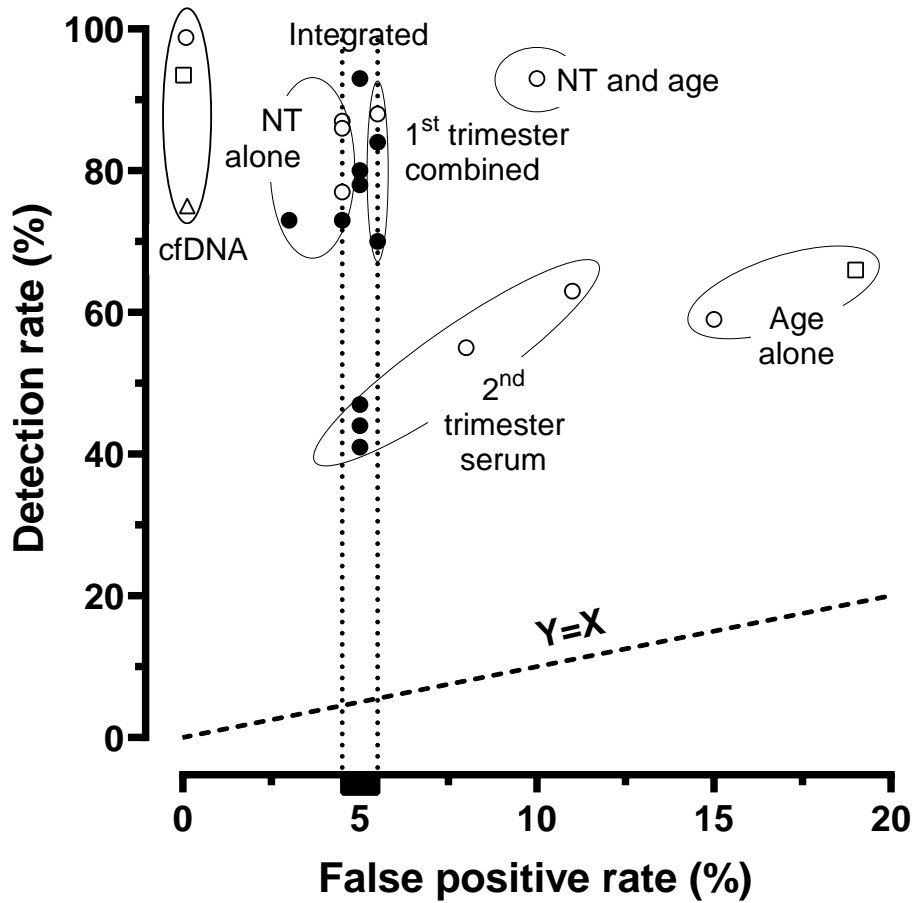 Integrated
100
NT and age
NT
alone
1st trimester
combined
80
cfDNA
60
Age
alone
2nd
trimester
serum
40
20
Y=X
0
Detection rate (%)
0 5 10 15 20
False positive rate (%)